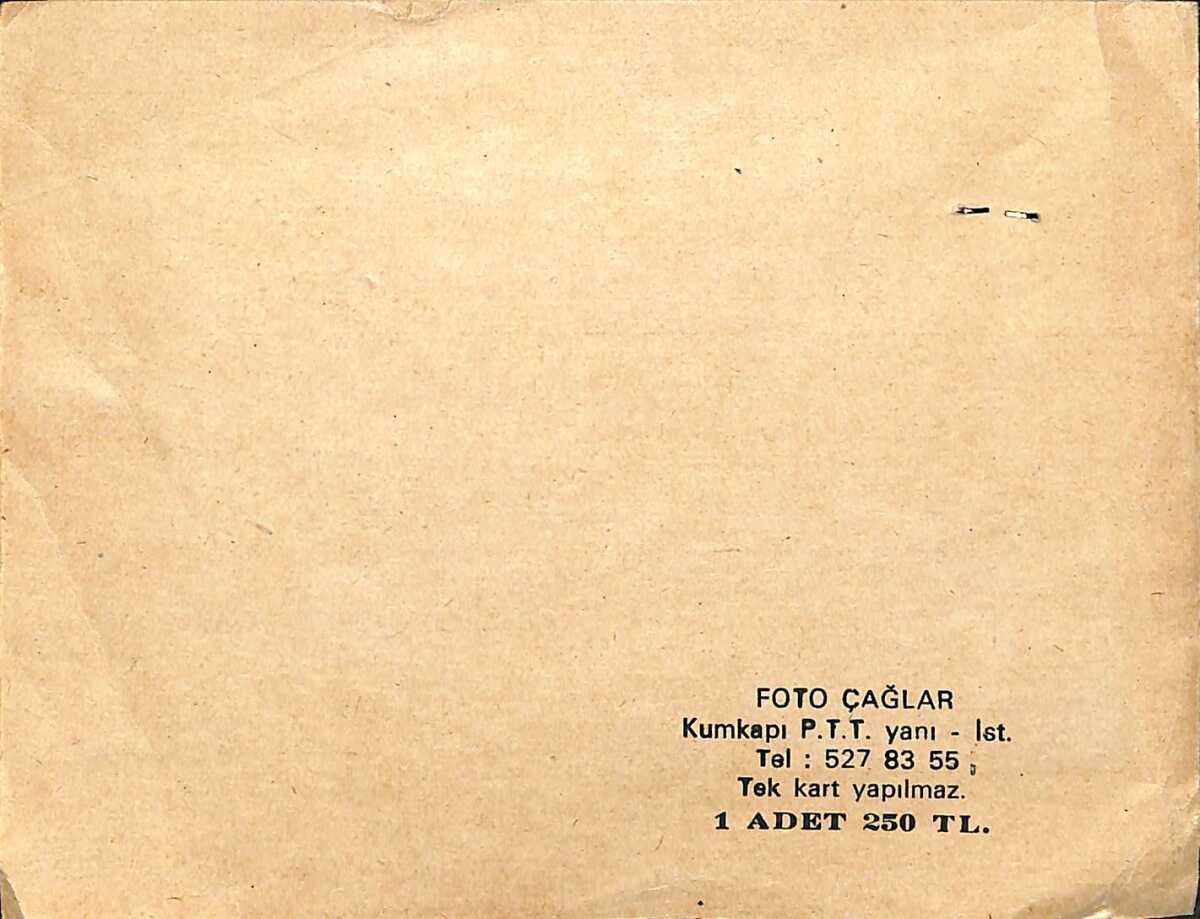 FOTO ÇAĞLAR
Kumkapı P.T.T. yanı - İst.
Tel : 527 83 55
Tek kart yapılmaz.
1 ADET 250 TL.